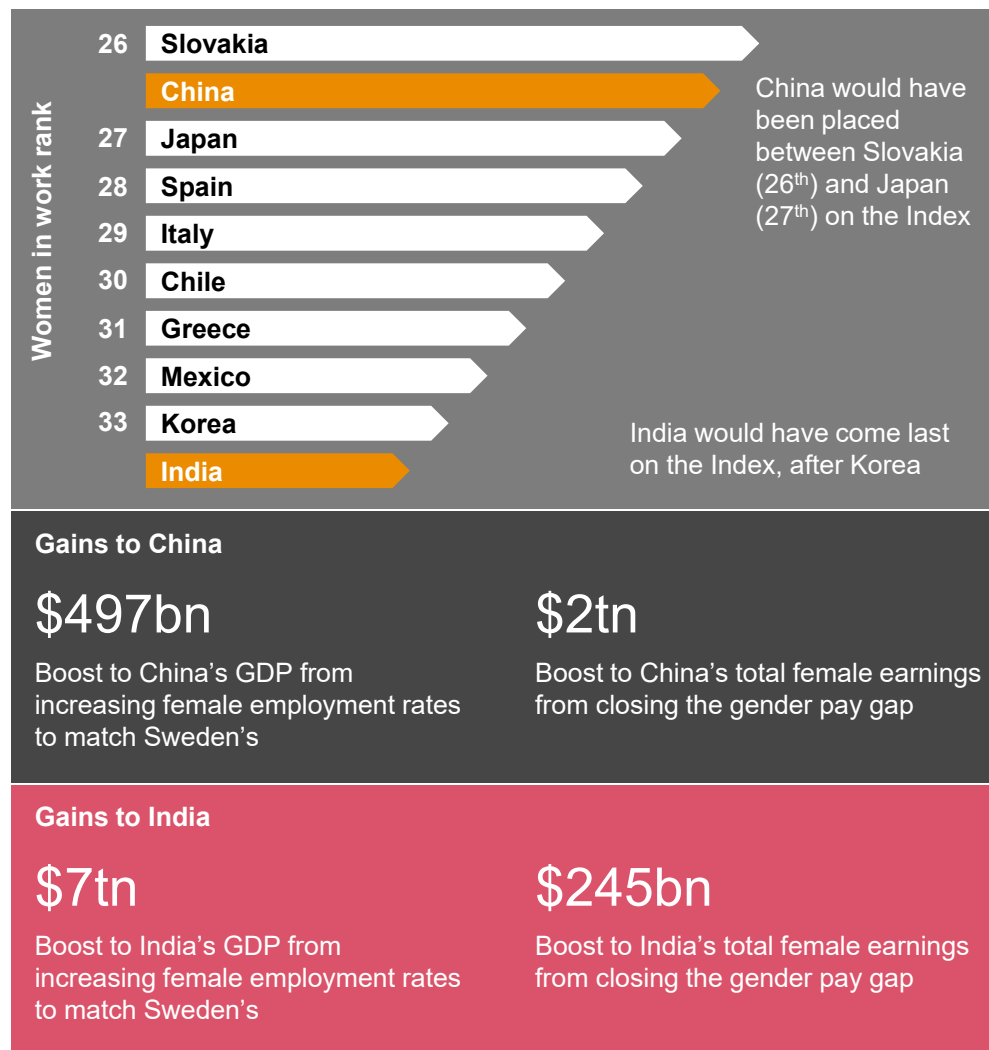 Women in work rank
26 Slovakia
China
27 Japan
28 Spain
29 Italy
30 Chile
31 Greece
32 Mexico
33 Korea
India
China would have
been placed
between Slovakia
(26th) and Japan
(27th) on the Index
India would have come last
on the Index, after Korea
Gains to China
$497bn
Boost to China’s GDP from
increasing female employment rates
to match Sweden’s
$2tn
Boost to China’s total female earnings
from closing the gender pay gap
Gains to India
$7tn
Boost to India’s GDP from
increasing female employment rates
to match Sweden’s
$245bn
Boost to India’s total female earnings
from closing the gender pay gap